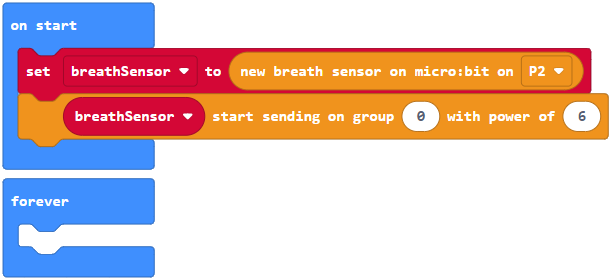 on start
set breathSensor to new breath sensor on micro:bit on P2
breathSensor start sending on group 0 with power of 6
forever